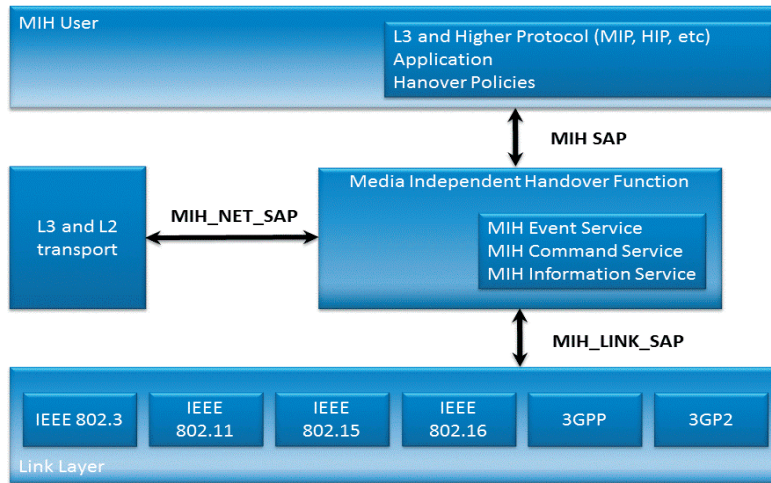 MIH User
L3 and Higher Protocol (MIP, HIP, etc)
Application
Hanover Policies
MIH SAP
L3 and L2
transport
MIH_NET_SAP
Media Independent Handover Function
MIH Event Service
MIH Command Service
MIH Information Service
MIH_LINK_SAP
IEEE 802.3
IEEE
802.11
IEEE
802.15
IEEE
802.16
3GPP
3GP2
Link Layer